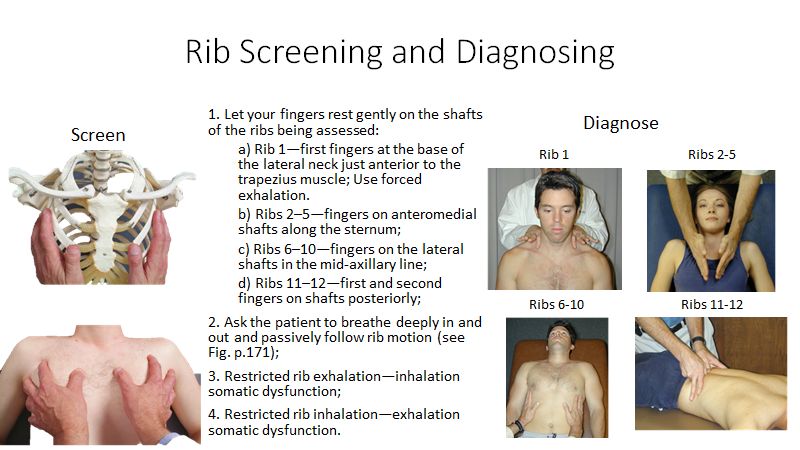 Rib Screening and Diagnosing
Screen
1. Let your fingers rest gently on the shafts
of the ribs being assessed:
a) Rib 1—first fingers at the base of
the lateral neck just anterior to the
trapezius muscle; Use forced
exhalation.
b) Ribs 2–5—fingers on anteromedial
shafts along the sternum;
c) Ribs 6–10—fingers on the lateral
shafts in the mid-axillary line;
d) Ribs 11–12—first and second
fingers on shafts posteriorly;
2. Ask the patient to breathe deeply in and
out and passively follow rib motion (see
Fig. p.171);
3. Restricted rib exhalation—inhalation
somatic dysfunction;
4. Restricted rib inhalation—exhalation
somatic dysfunction.
Diagnose
Rib 1
Ribs 2-5
Ribs 6-10
Ribs 11-12